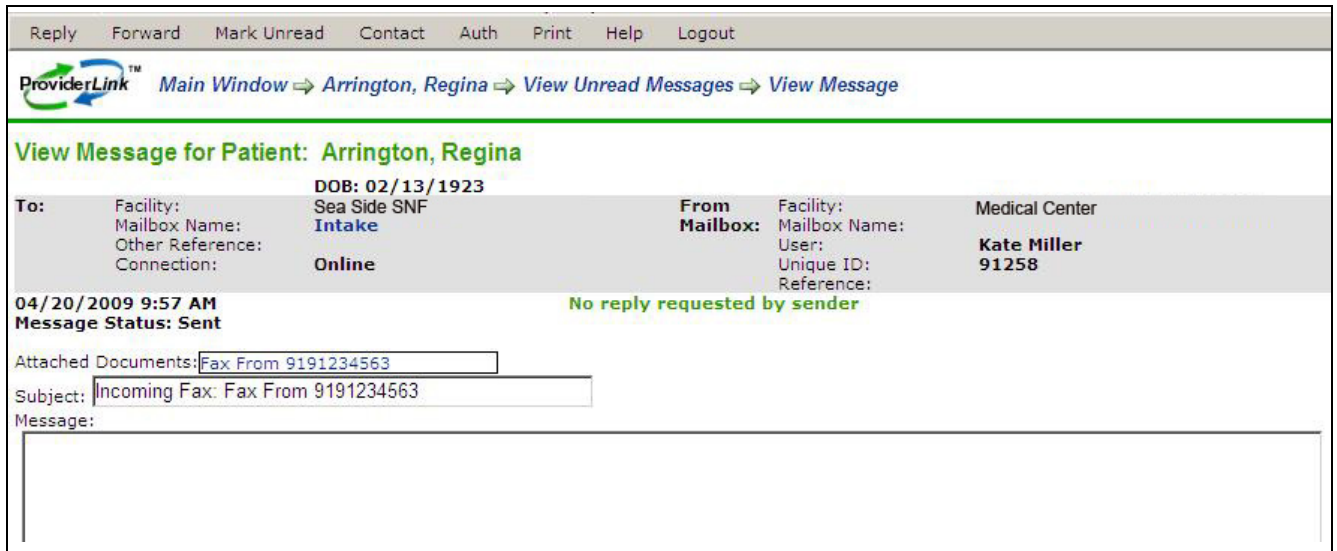 Reply Forward Mark Unread Contact Auth Print Help Logout
ProviderLink™ Main Window ⇨ Arrington, Regina ⇨ View Unread Messages ⇨ View Message
View Message for Patient: Arrington, Regina
DOB: 02/13/1923
To: Facility: Sea Side SNF From Facility: Medical Center
Mailbox Name: Intake Mailbox: Mailbox Name:
Other Reference: User: Kate Miller
Connection: Online Unique ID: 91258
Reference:
04/20/2009 9:57 AM No reply requested by sender
Message Status: Sent
Attached Documents: Fax From 9191234563
Subject: Incoming Fax: Fax From 9191234563
Message: